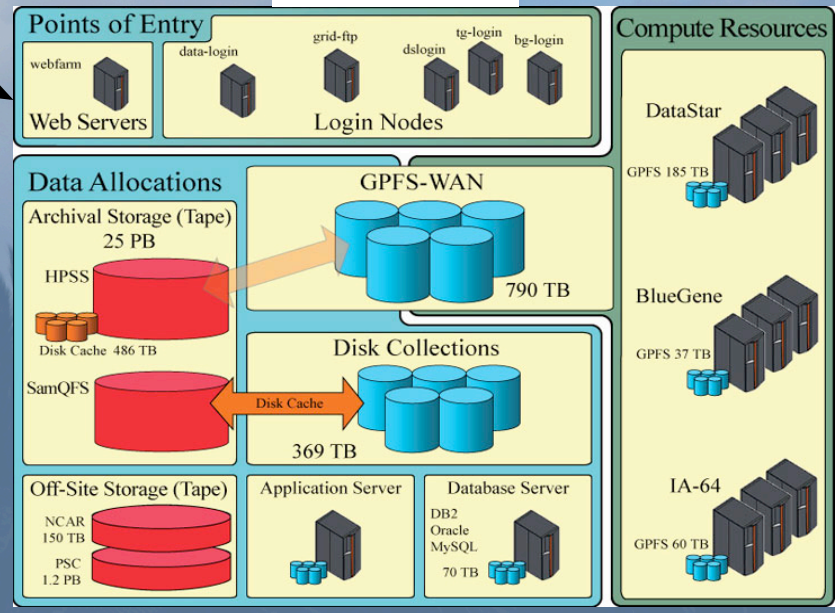 Points of Entry
webfarm
Web Servers
data-login
grid-ftp
dslogin
tg-login
bg-login
Login Nodes
Compute Resources
DataStar
GPFS 185 TB
BlueGene
GPFS 37 TB
IA-64
GPFS 60 TB
Data Allocations
Archival Storage (Tape)
25 PB
HPSS
Disk Cache 486 TB
SamQFS
GPFS-WAN
790 TB
Disk Collections
Disk Cache
369 TB
Off-Site Storage (Tape)
NCAR
150 TB
PSC
1.2 PB
Application Server
Database Server
DB2
Oracle
MySQL
70 TB